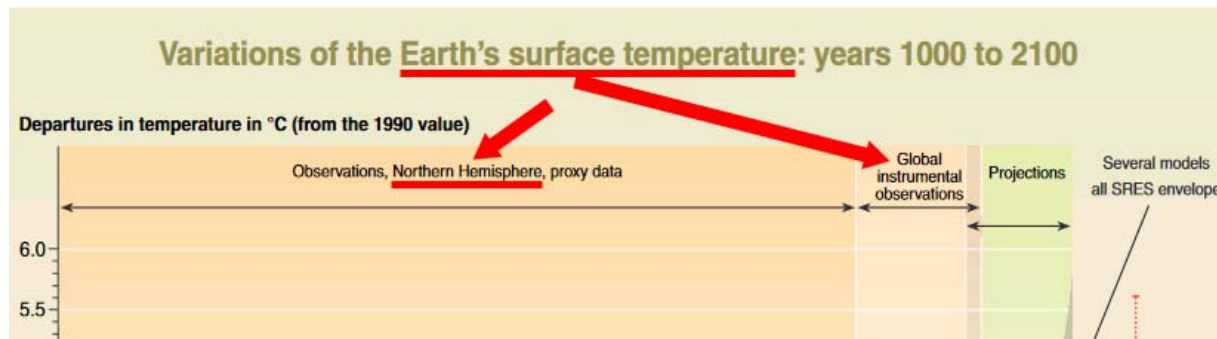 Variations of the Earth's surface temperature: years 1000 to 2100
Departures in temperature in °C (from the 1990 value)
Observations, Northern Hemisphere, proxy data
Global
instrumental
observations
Projections
Several models
all SRES envelope
6.0
5.5